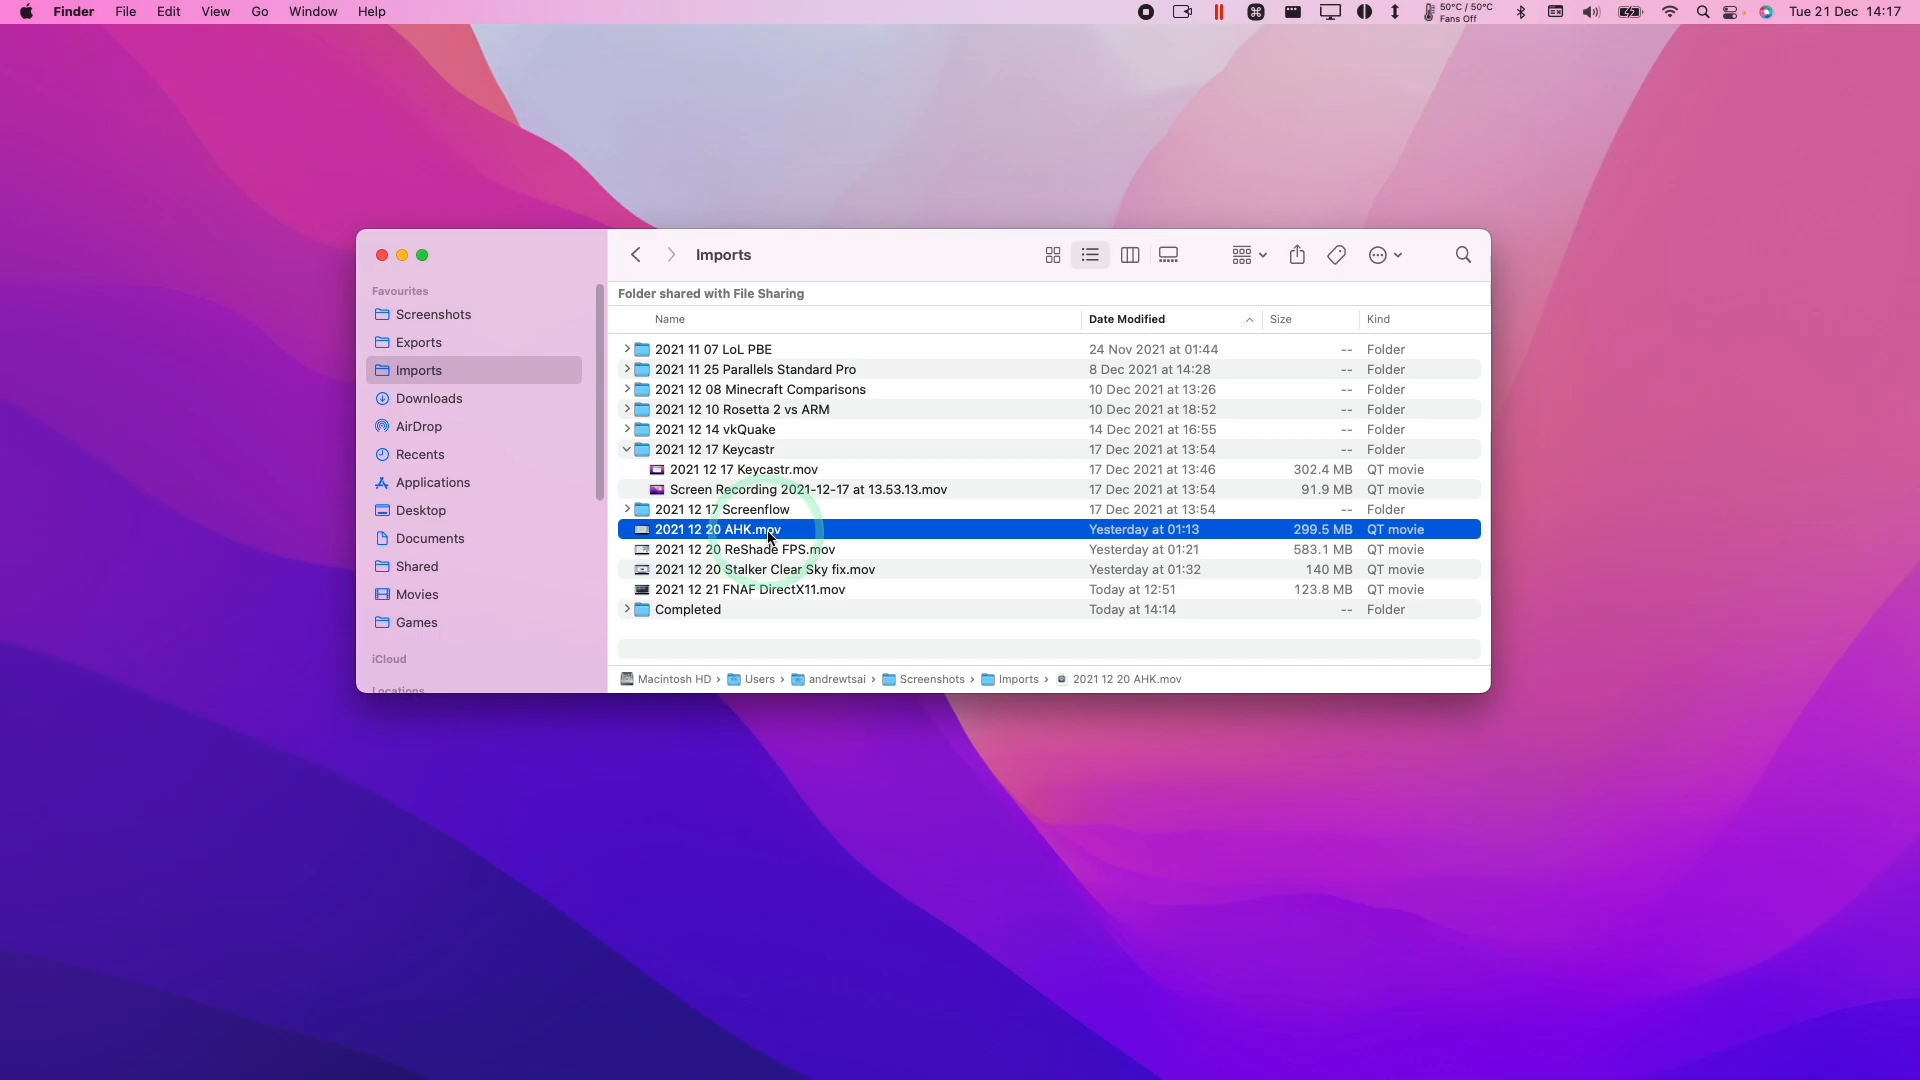 Finder File Edit View Go Window Help 50°C / 50°C Tue 21 Dec 14:17
Fans Off
Imports
Favourites
Screenshots
Exports
Imports
Downloads
AirDrop
Recents
Applications
Desktop
Documents
Shared
Movies
Games
iCloud
Locations
Folder shared with File Sharing
Name Date Modified Size Kind
2021 11 07 LoL PBE 24 Nov 2021 at 01:44 -- Folder
2021 11 25 Parallels Standard Pro 8 Dec 2021 at 14:28 -- Folder
2021 12 08 Minecraft Comparisons 10 Dec 2021 at 13:26 -- Folder
2021 12 10 Rosetta 2 vs ARM 10 Dec 2021 at 18:52 -- Folder
2021 12 14 vkQuake 14 Dec 2021 at 16:55 -- Folder
2021 12 17 Keycastr 17 Dec 2021 at 13:54 -- Folder
2021 12 17 Keycastr.mov 17 Dec 2021 at 13:46 302.4 MB QT movie
Screen Recording 2021-12-17 at 13.53.13.mov 17 Dec 2021 at 13:54 91.9 MB QT movie
2021 12 17 Screenflow 17 Dec 2021 at 13:54 -- Folder
2021 12 20 AHK.mov Yesterday at 01:13 299.5 MB QT movie
2021 12 20 ReShade FPS.mov Yesterday at 01:21 583.1 MB QT movie
2021 12 20 Stalker Clear Sky fix.mov Yesterday at 01:32 140 MB QT movie
2021 12 21 FNAF DirectX11.mov Today at 12:51 123.8 MB QT movie
Completed Today at 14:14 -- Folder
Macintosh HD › Users › andrewtsai › Screenshots › Imports › 2021 12 20 AHK.mov